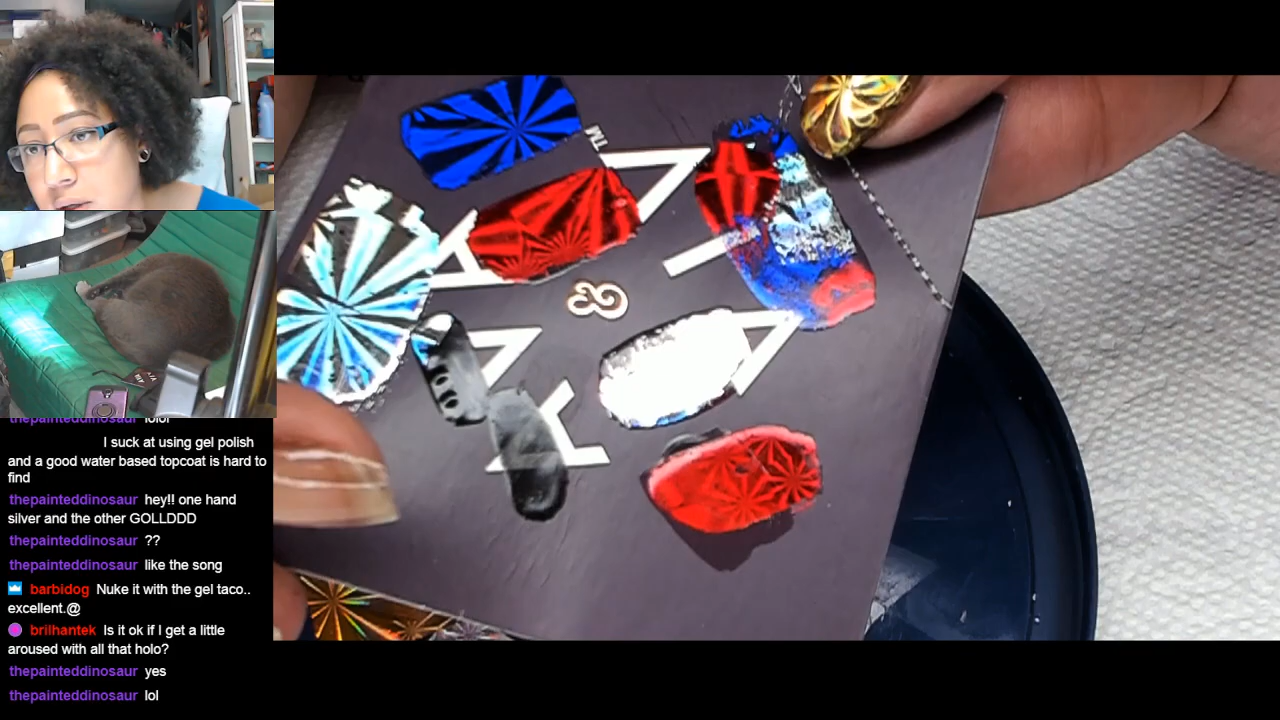 thepainteddinosaur lolol
I suck at using gel polish
and a good water based topcoat is hard to
find
thepainteddinosaur hey!! one hand
silver and the other GOLLDDD
thepainteddinosaur ??
thepainteddinosaur like the song
barbidog Nuke it with the gel taco..
excellent.@
brilhantek Is it ok if I get a little
aroused with all that holo?
thepainteddinosaur yes
thepainteddinosaur lol
TM